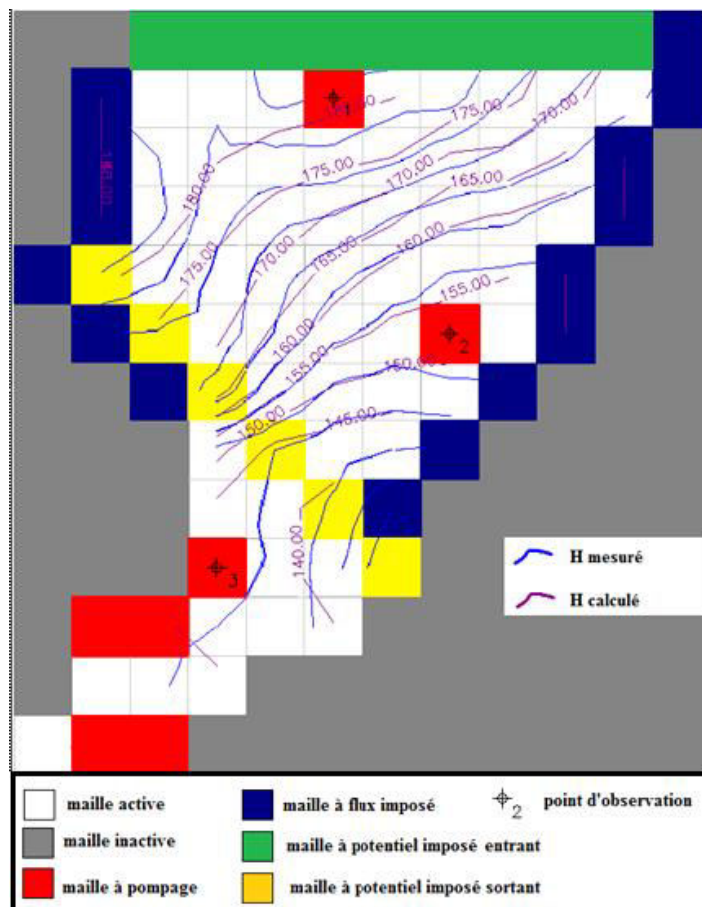 1
180.00
175.00
170.00
175.00
180.00
170.00
165.00
175.00
170.00
165.00
160.00
155.00
2
160.00
155.00
150.00
150.00
145.00
140.00
3
H mesuré
H calculé
maille active
maille à flux imposé
2
point d'observation
maille inactive
maille à potentiel imposé entrant
maille à pompage
maille à potentiel imposé sortant